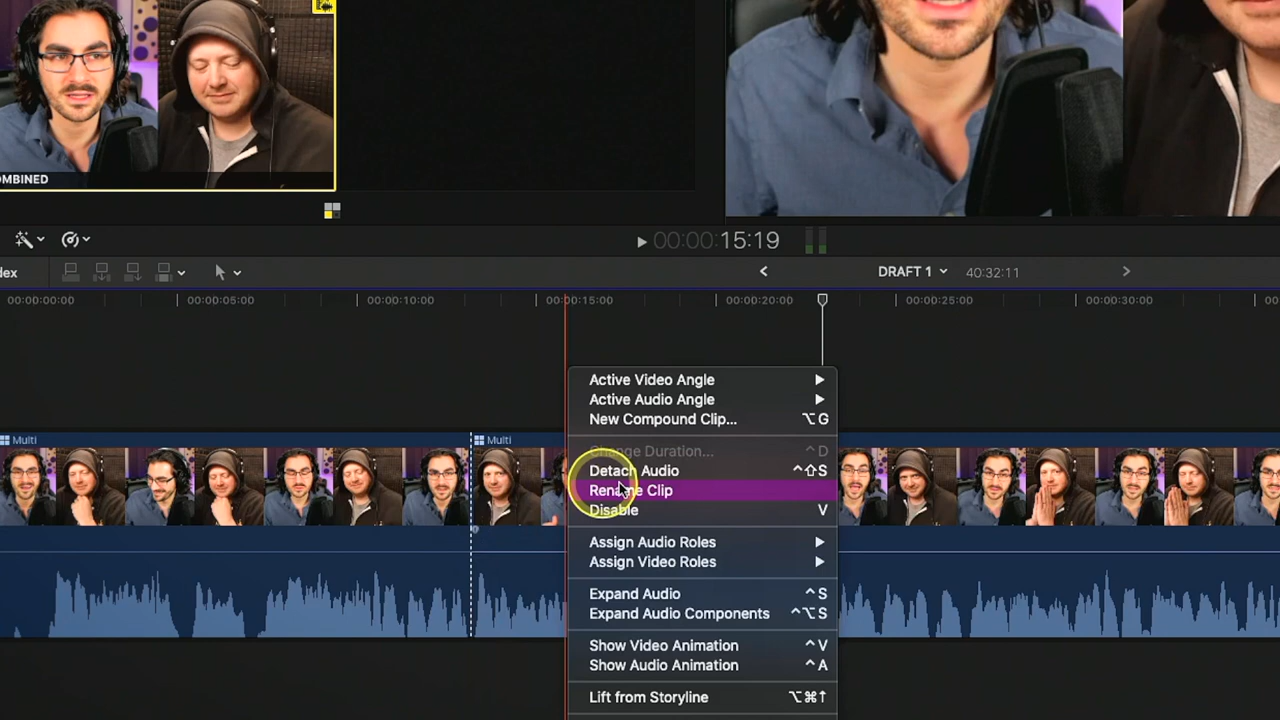 OMBINED
00:00:15:19
dex
DRAFT 1
40:32:11
00:00:00:00
00:00:05:00
00:00:10:00
00:00:15:00
00:00:20:00
00:00:25:00
00:00:30:00
00
Multi
Multi
Active Video Angle
Active Audio Angle
New Compound Clip... ⌥G
Change Duration... ^D
Detach Audio ^⇧S
Rename Clip
Disable V
Assign Audio Roles
Assign Video Roles
Expand Audio ^S
Expand Audio Components ^⌥S
Show Video Animation ^V
Show Audio Animation ^A
Lift from Storyline ⌥⌘↑